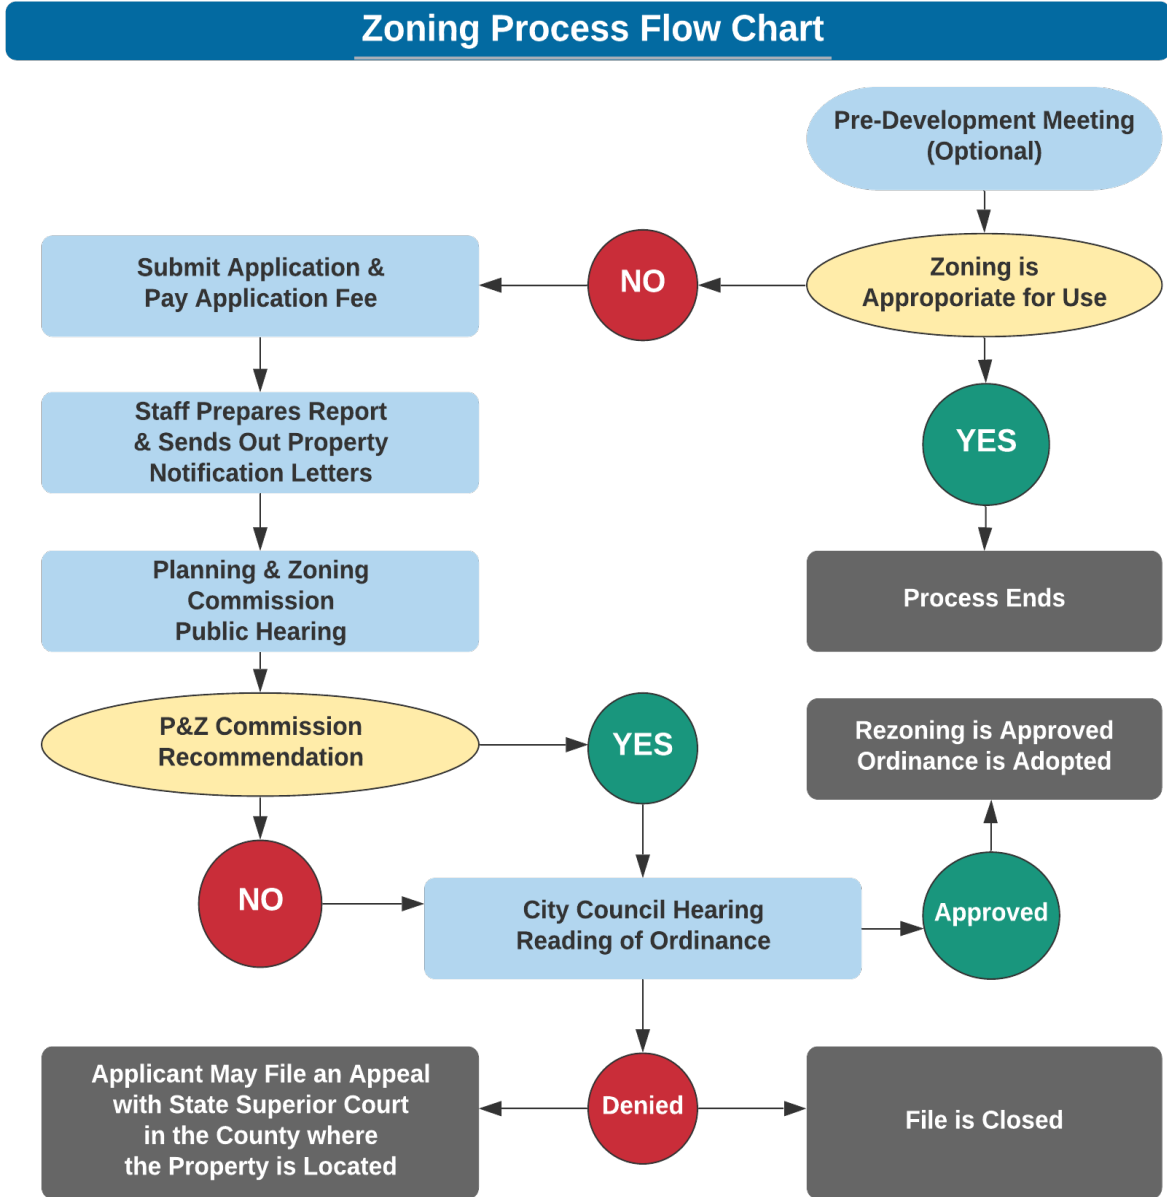 Zoning Process Flow Chart
Pre-Development Meeting
(Optional)
Zoning is
Approporiate for Use
NO
Submit Application &
Pay Application Fee
YES
Staff Prepares Report
& Sends Out Property
Notification Letters
Process Ends
Planning & Zoning
Commission
Public Hearing
P&Z Commission
Recommendation
YES
Rezoning is Approved
Ordinance is Adopted
NO
City Council Hearing
Reading of Ordinance
Approved
Applicant May File an Appeal
with State Superior Court
in the County where
the Property is Located
Denied
File is Closed